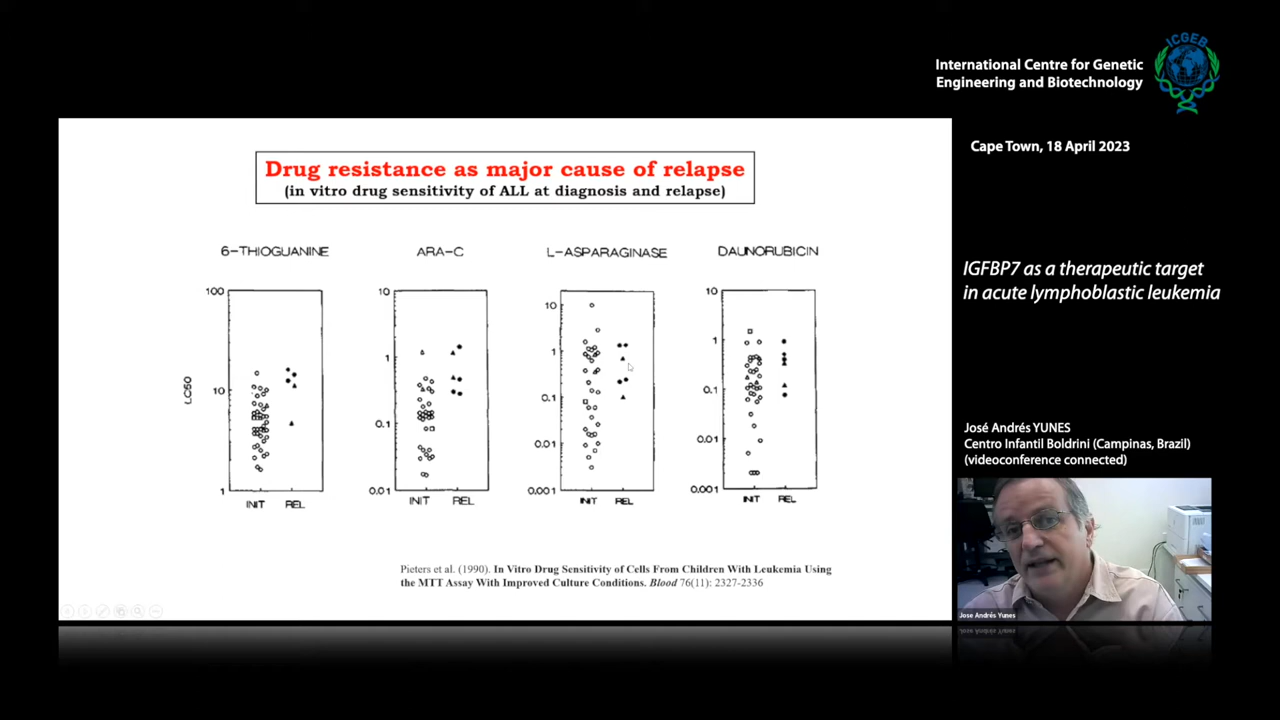 ICGEB
International Centre for Genetic
Engineering and Biotechnology
Cape Town, 18 April 2023
Drug resistance as major cause of relapse
(in vitro drug sensitivity of ALL at diagnosis and relapse)
6-THIOGUANINE
ARA-C
L-ASPARAGINASE
DAUNORUBICIN
LC50
100
10
1
INIT
REL
10
1
0.1
0.01
INIT
REL
10
1
0.1
0.01
0.001
INIT
REL
10
1
0.1
0.01
0.001
INIT
REL
Pieters et al. (1990). In Vitro Drug Sensitivity of Cells From Children With Leukemia Using
the MTT Assay With Improved Culture Conditions. Blood 76(11): 2327-2336
IGFBP7 as a therapeutic target
in acute lymphoblastic leukemia
José Andrés YUNES
Centro Infantil Boldrini (Campinas, Brazil)
(videoconference connected)
Jose Andrés Yunes